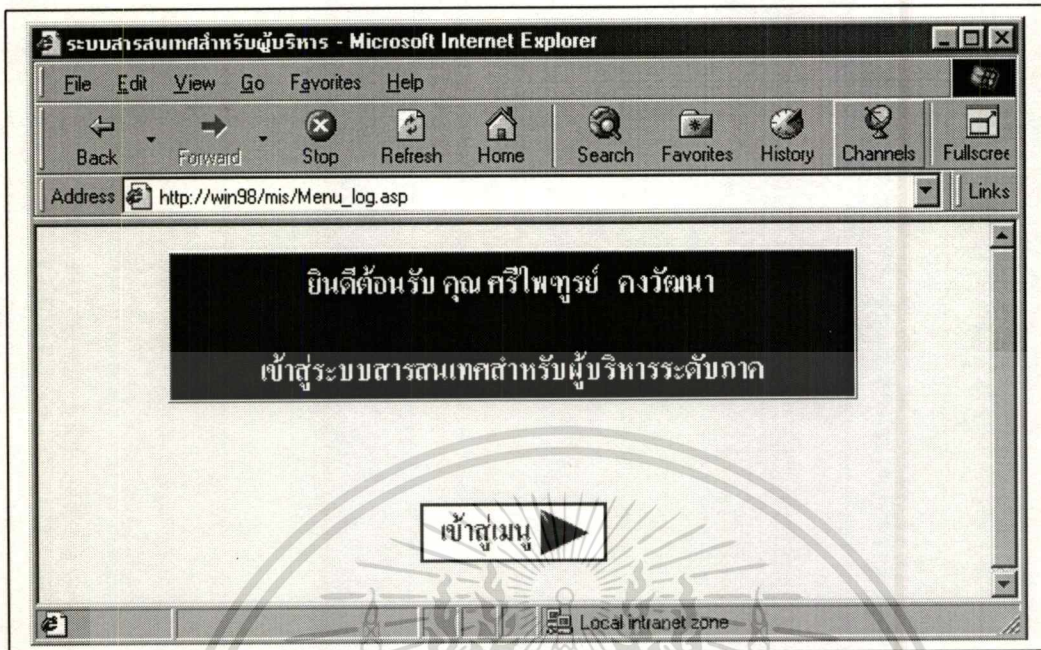 ระบบสารสนเทศสำหรับผู้บริหาร - Microsoft Internet Explorer
File Edit View Go Favorites Help
Back Forward Stop Refresh Home Search Favorites History Channels Fullscree
Address http://win98/mis/Menu_log.asp Links
ยินดีต้อนรับ คุณ ศรีไพฑูรย์ คงวัฒนา
เข้าสู่ระบบสารสนเทศสำหรับผู้บริหารระดับภาค
เข้าสู่เมนู
Local intranet zone